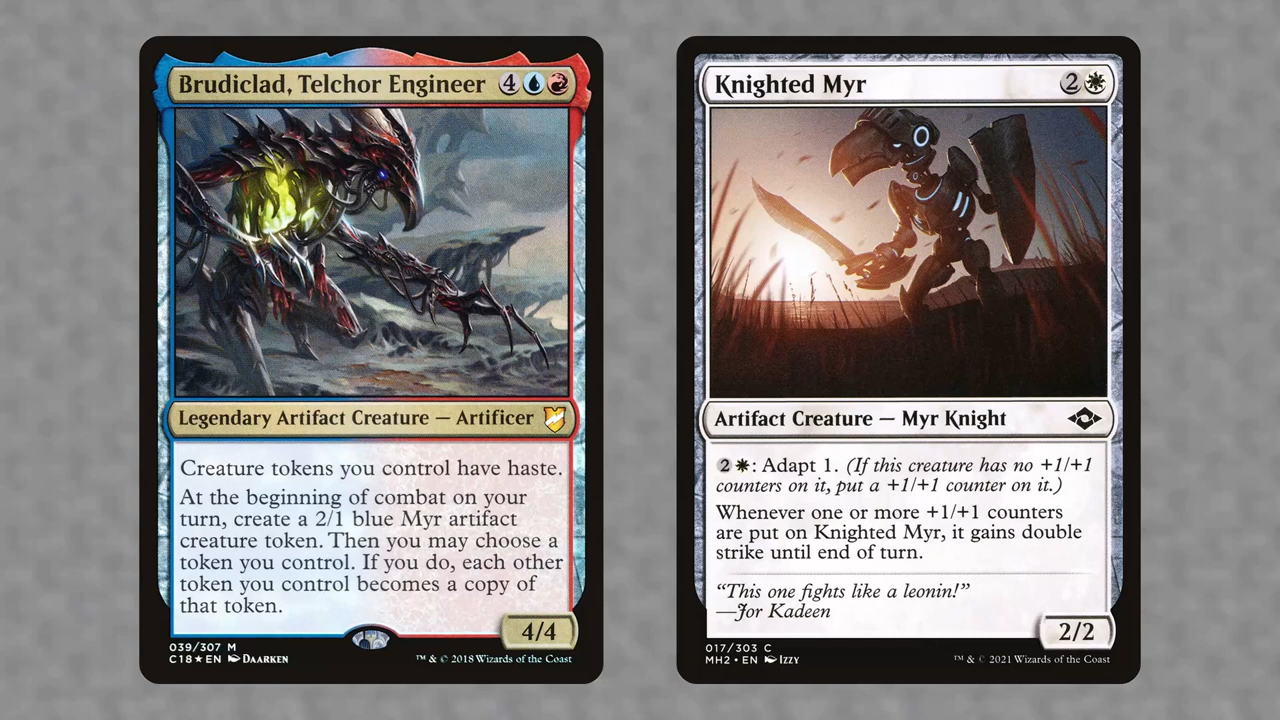 Brudiclad, Telchor Engineer 4
Legendary Artifact Creature — Artificer
Creature tokens you control have haste.
At the beginning of combat on your
turn, create a 2/1 blue Myr artifact
creature token. Then you may choose a
token you control. If you do, each other
token you control becomes a copy of
that token.
4/4
039/307 M
C18 ★ EN DAARKEN
™ & © 2018 Wizards of the Coast
Knighted Myr 2
Artifact Creature — Myr Knight
2 : Adapt 1. (If this creature has no +1/+1
counters on it, put a +1/+1 counter on it.)
Whenever one or more +1/+1 counters
are put on Knighted Myr, it gains double
strike until end of turn.
“This one fights like a leonin!”
—Jor Kadeen
2/2
017/303 C
MH2 • EN IZZY
™ & © 2021 Wizards of the Coast